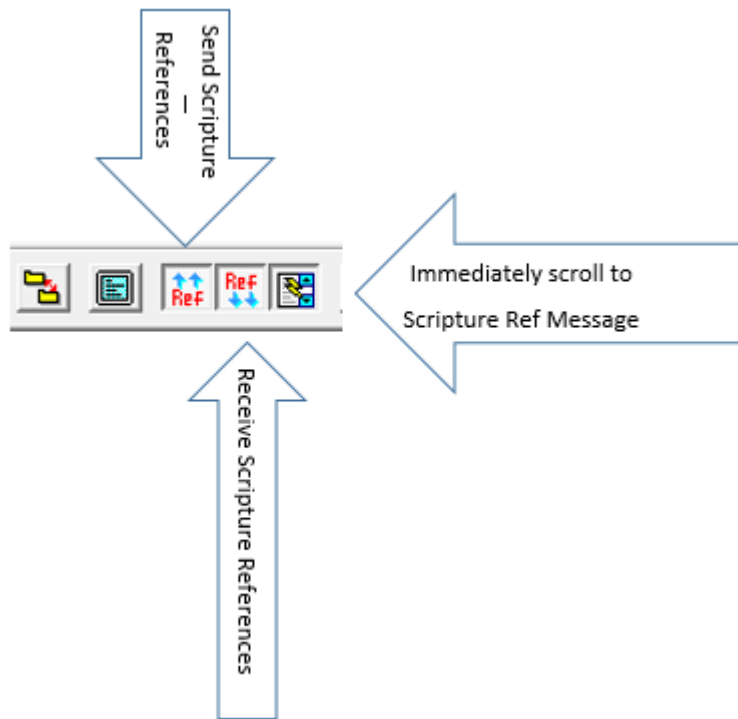 Send Scripture
–
References
Ref
Ref
Immediately scroll to
Scripture Ref Message
Receive Scripture References